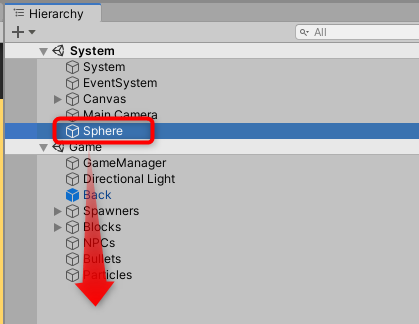 Hierarchy
All
System
System
EventSystem
Canvas
Main Camera
Sphere
Game
GameManager
Directional Light
Back
Spawners
Blocks
NPCs
Bullets
Particles